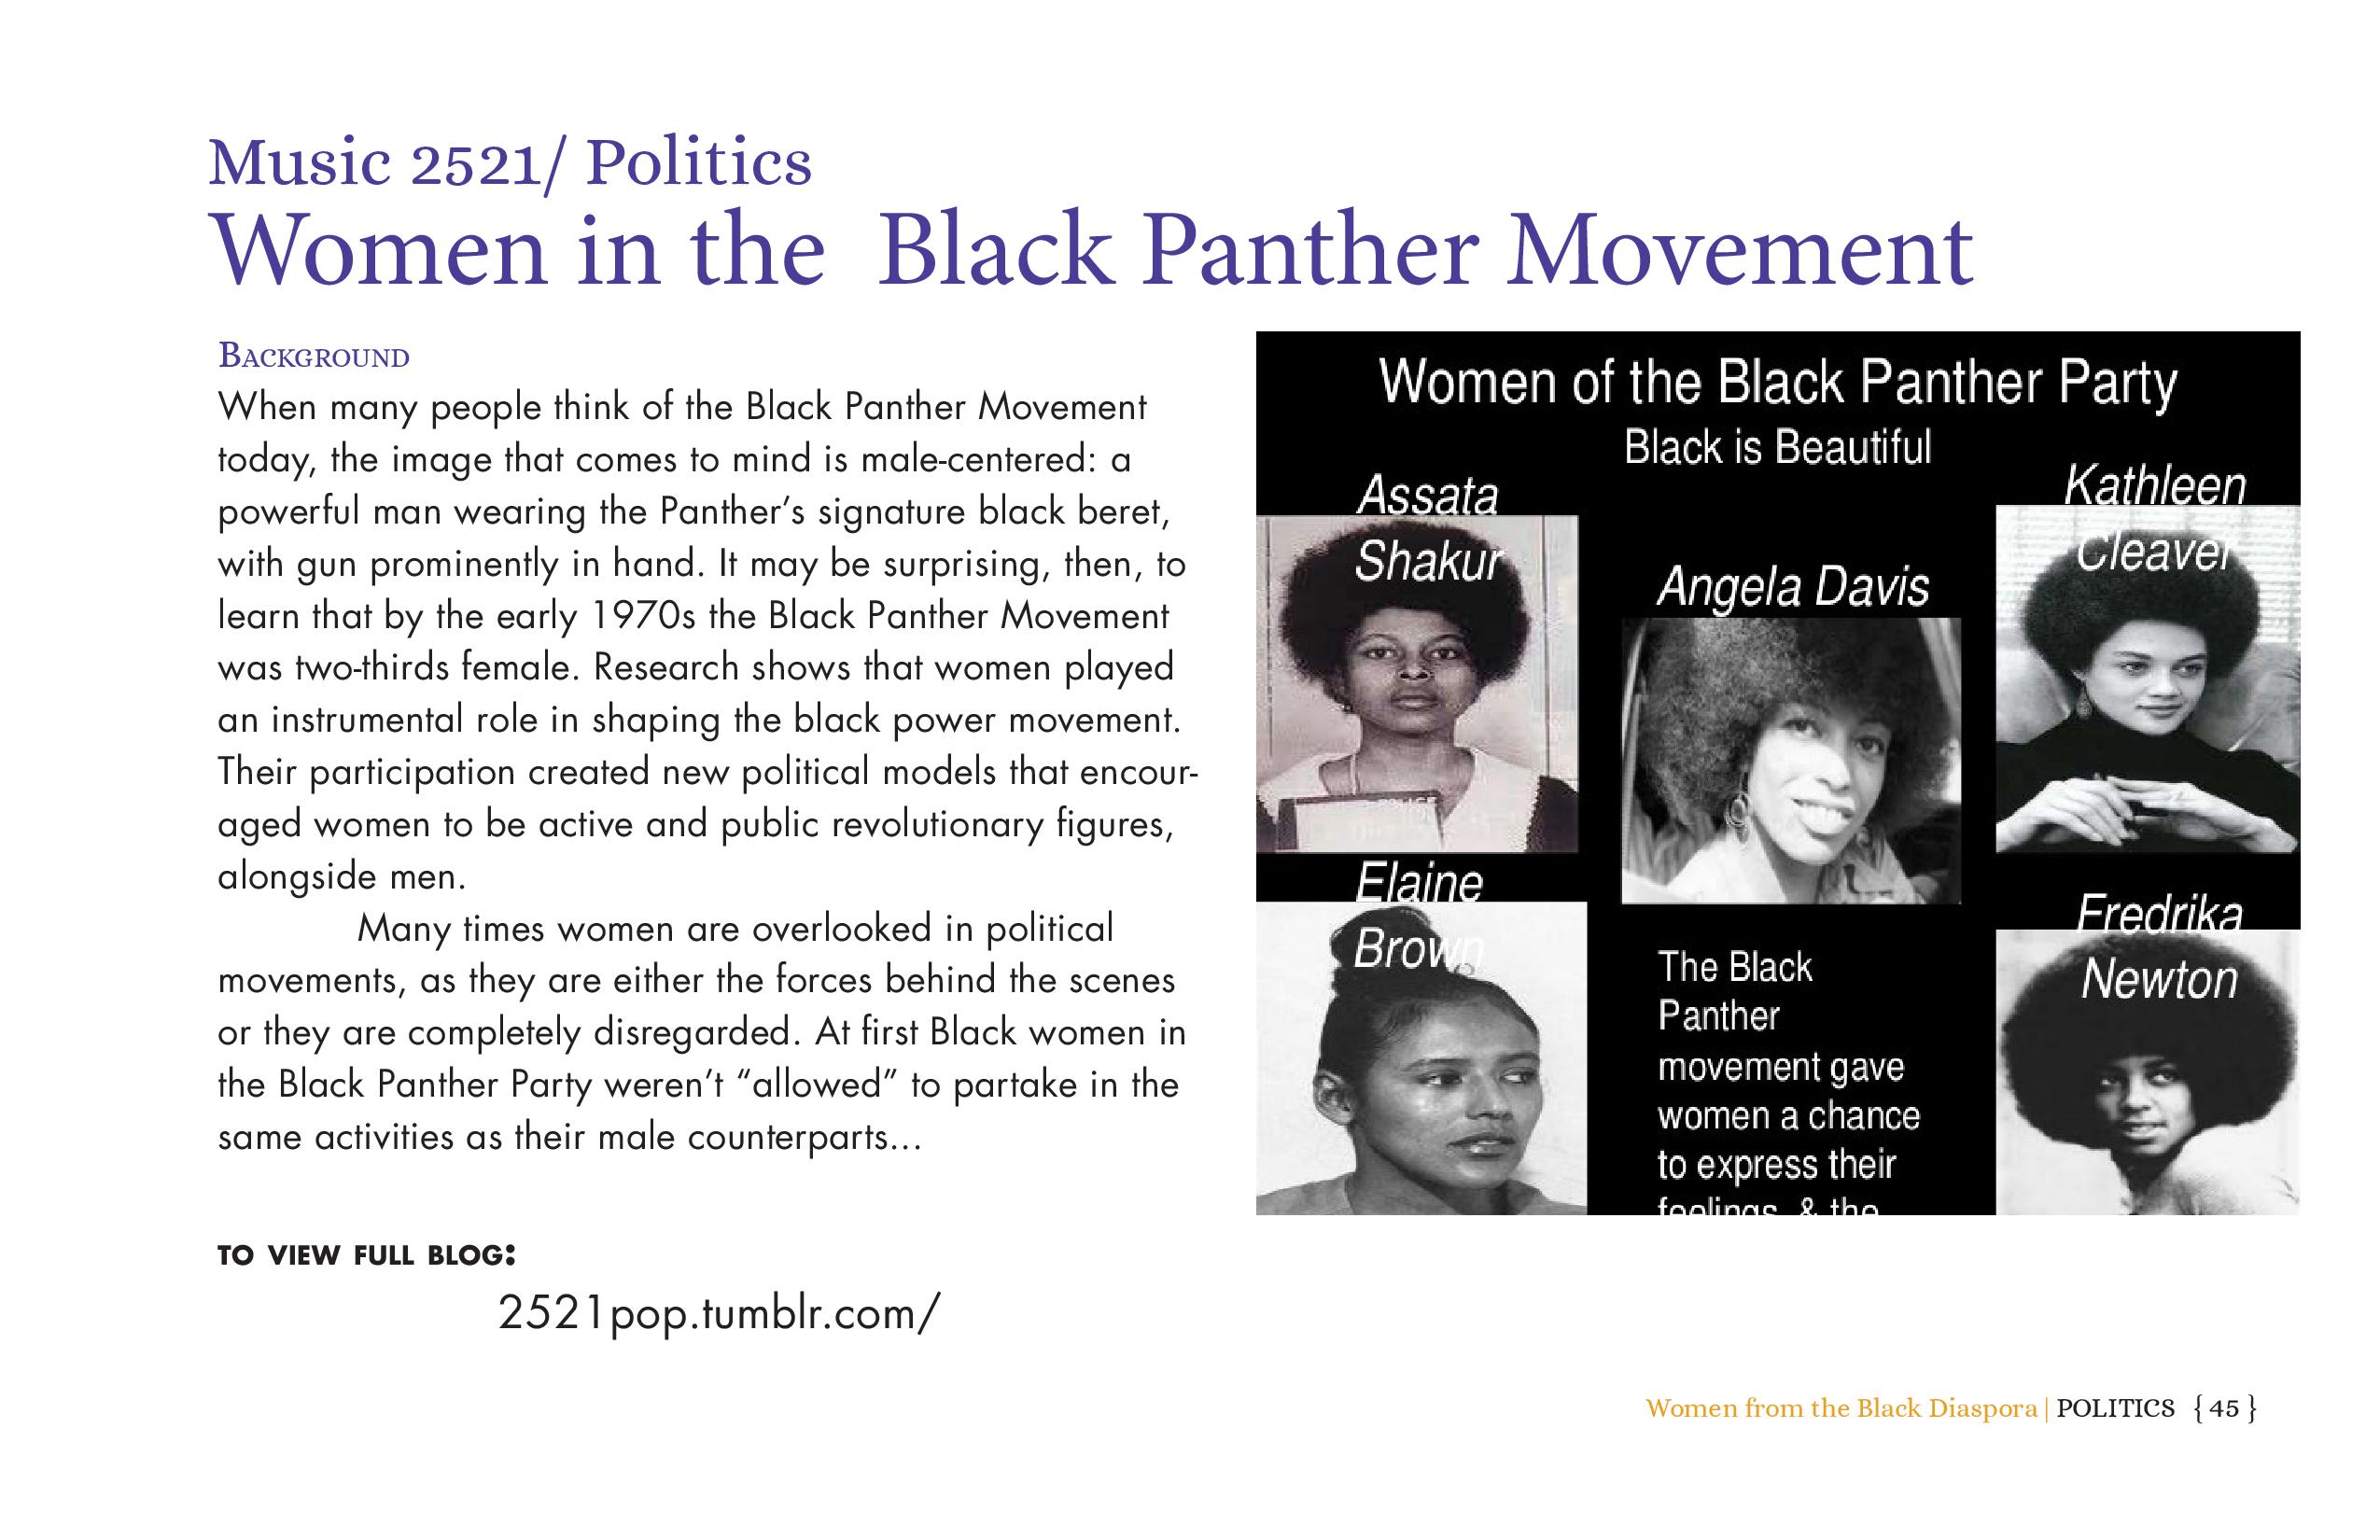 Music 2521/ Politics
Women in the Black Panther Movement
Background
When many people think of the Black Panther Movement
today, the image that comes to mind is male-centered: a
powerful man wearing the Panther's signature black beret,
with gun prominently in hand. It may be surprising, then, to
learn that by the early 1970s the Black Panther Movement
was two-thirds female. Research shows that women played
an instrumental role in shaping the black power movement.
Their participation created new political models that encour-
aged women to be active and public revolutionary figures,
alongside men.
Many times women are overlooked in political
movements, as they are either the forces behind the scenes
or they are completely disregarded. At first Black women in
the Black Panther Party weren't “allowed” to partake in the
same activities as their male counterparts...
to view full blog:
2521pop.tumblr.com/
Women of the Black Panther Party
Black is Beautiful
Assata
Shakur
Angela Davis
Kathleen
Cleaver
Elaine
Brown
The Black
Panther
movement gave
women a chance
to express their
feelings & the
Fredrika
Newton
Women from the Black Diaspora | POLITICS { 45 }